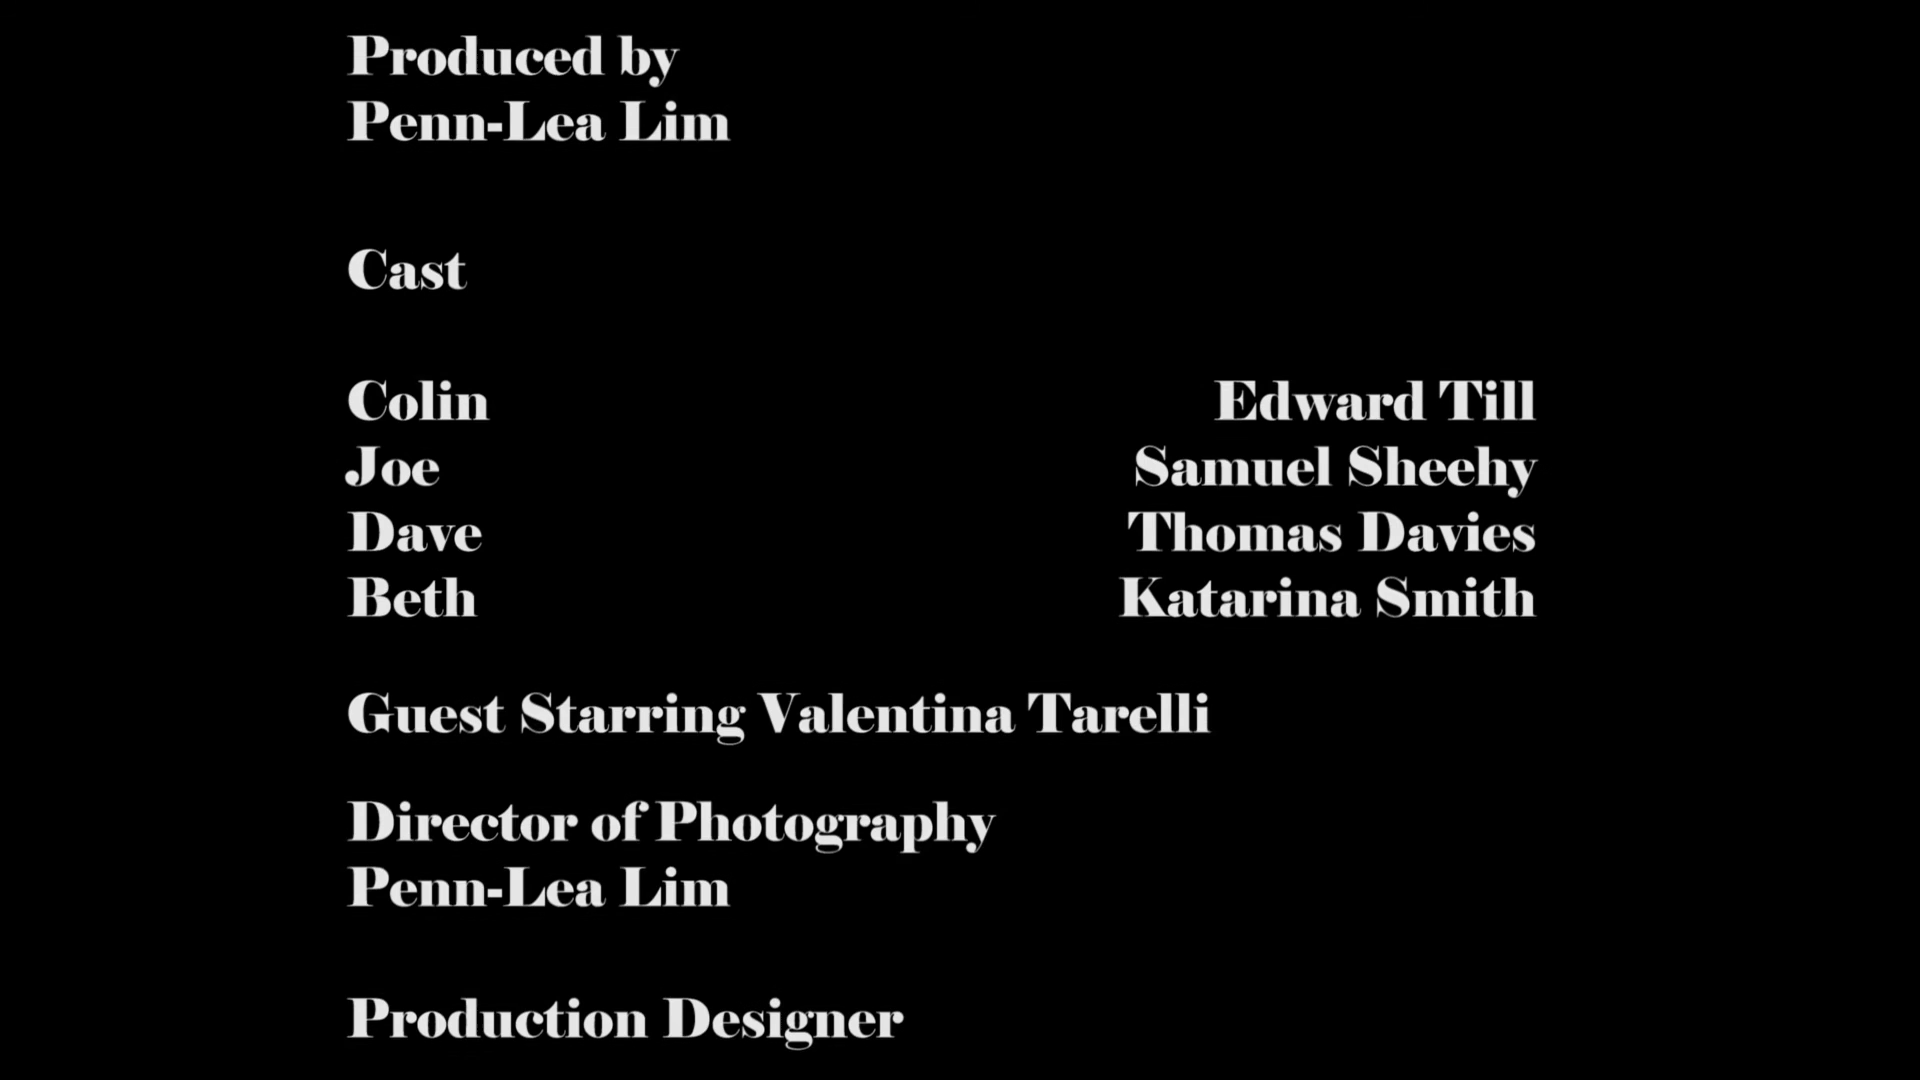 Produced by
Penn-Lea Lim
Cast
Colin Edward Till
Joe Samuel Sheehy
Dave Thomas Davies
Beth Katarina Smith
Guest Starring Valentina Tarelli
Director of Photography
Penn-Lea Lim
Production Designer